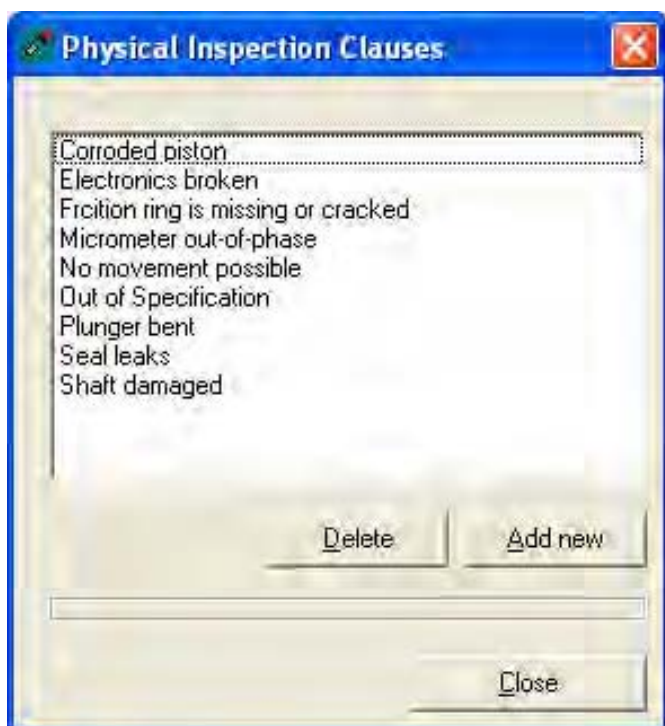 Physical Inspection Clauses
Corroded piston
Electronics broken
Frcition ring is missing or cracked
Micrometer out-of-phase
No movement possible
Out of Specification
Plunger bent
Seal leaks
Shaft damaged
Delete Add new
Close